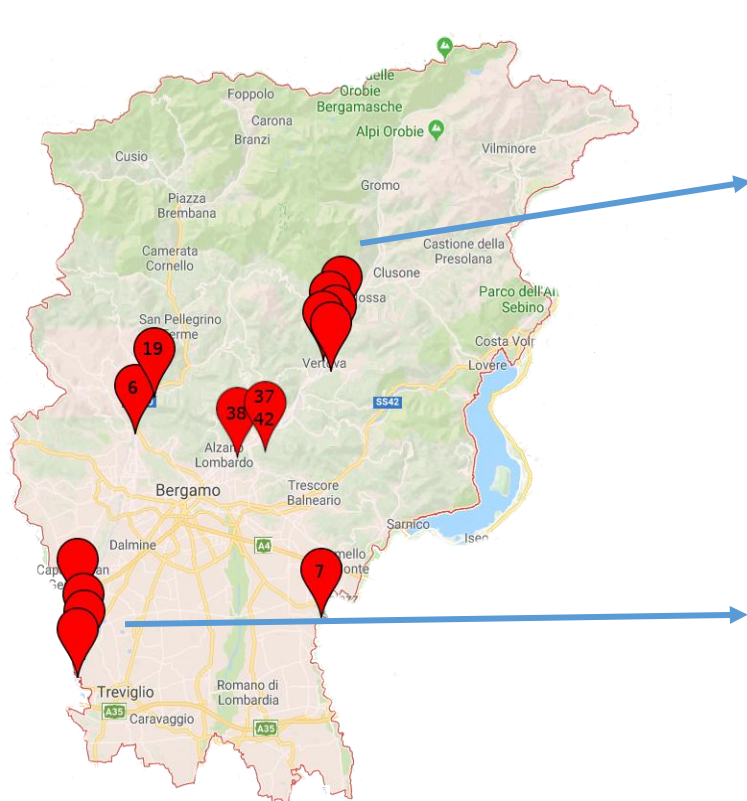 Foppolo
Orobie
Bergamasche
Carona
Branzi
Alpi Orobie
Cusio
Vilminore
Gromo
Piazza
Brembana
Camerata
Cornello
Castione della
Presolana
Clusone
Parco dell'Al
Sebino
San Pellegrino
19
Costa Vol
Vertova
Lovere
6
37
42
38
SS42
Alzano
Lombardo
Bergamo
Trescore
Balneario
Sarnico
Iseo
Dalmine
A4
7
Treviglio
Romano di
Lombardia
A35
Caravaggio
A35